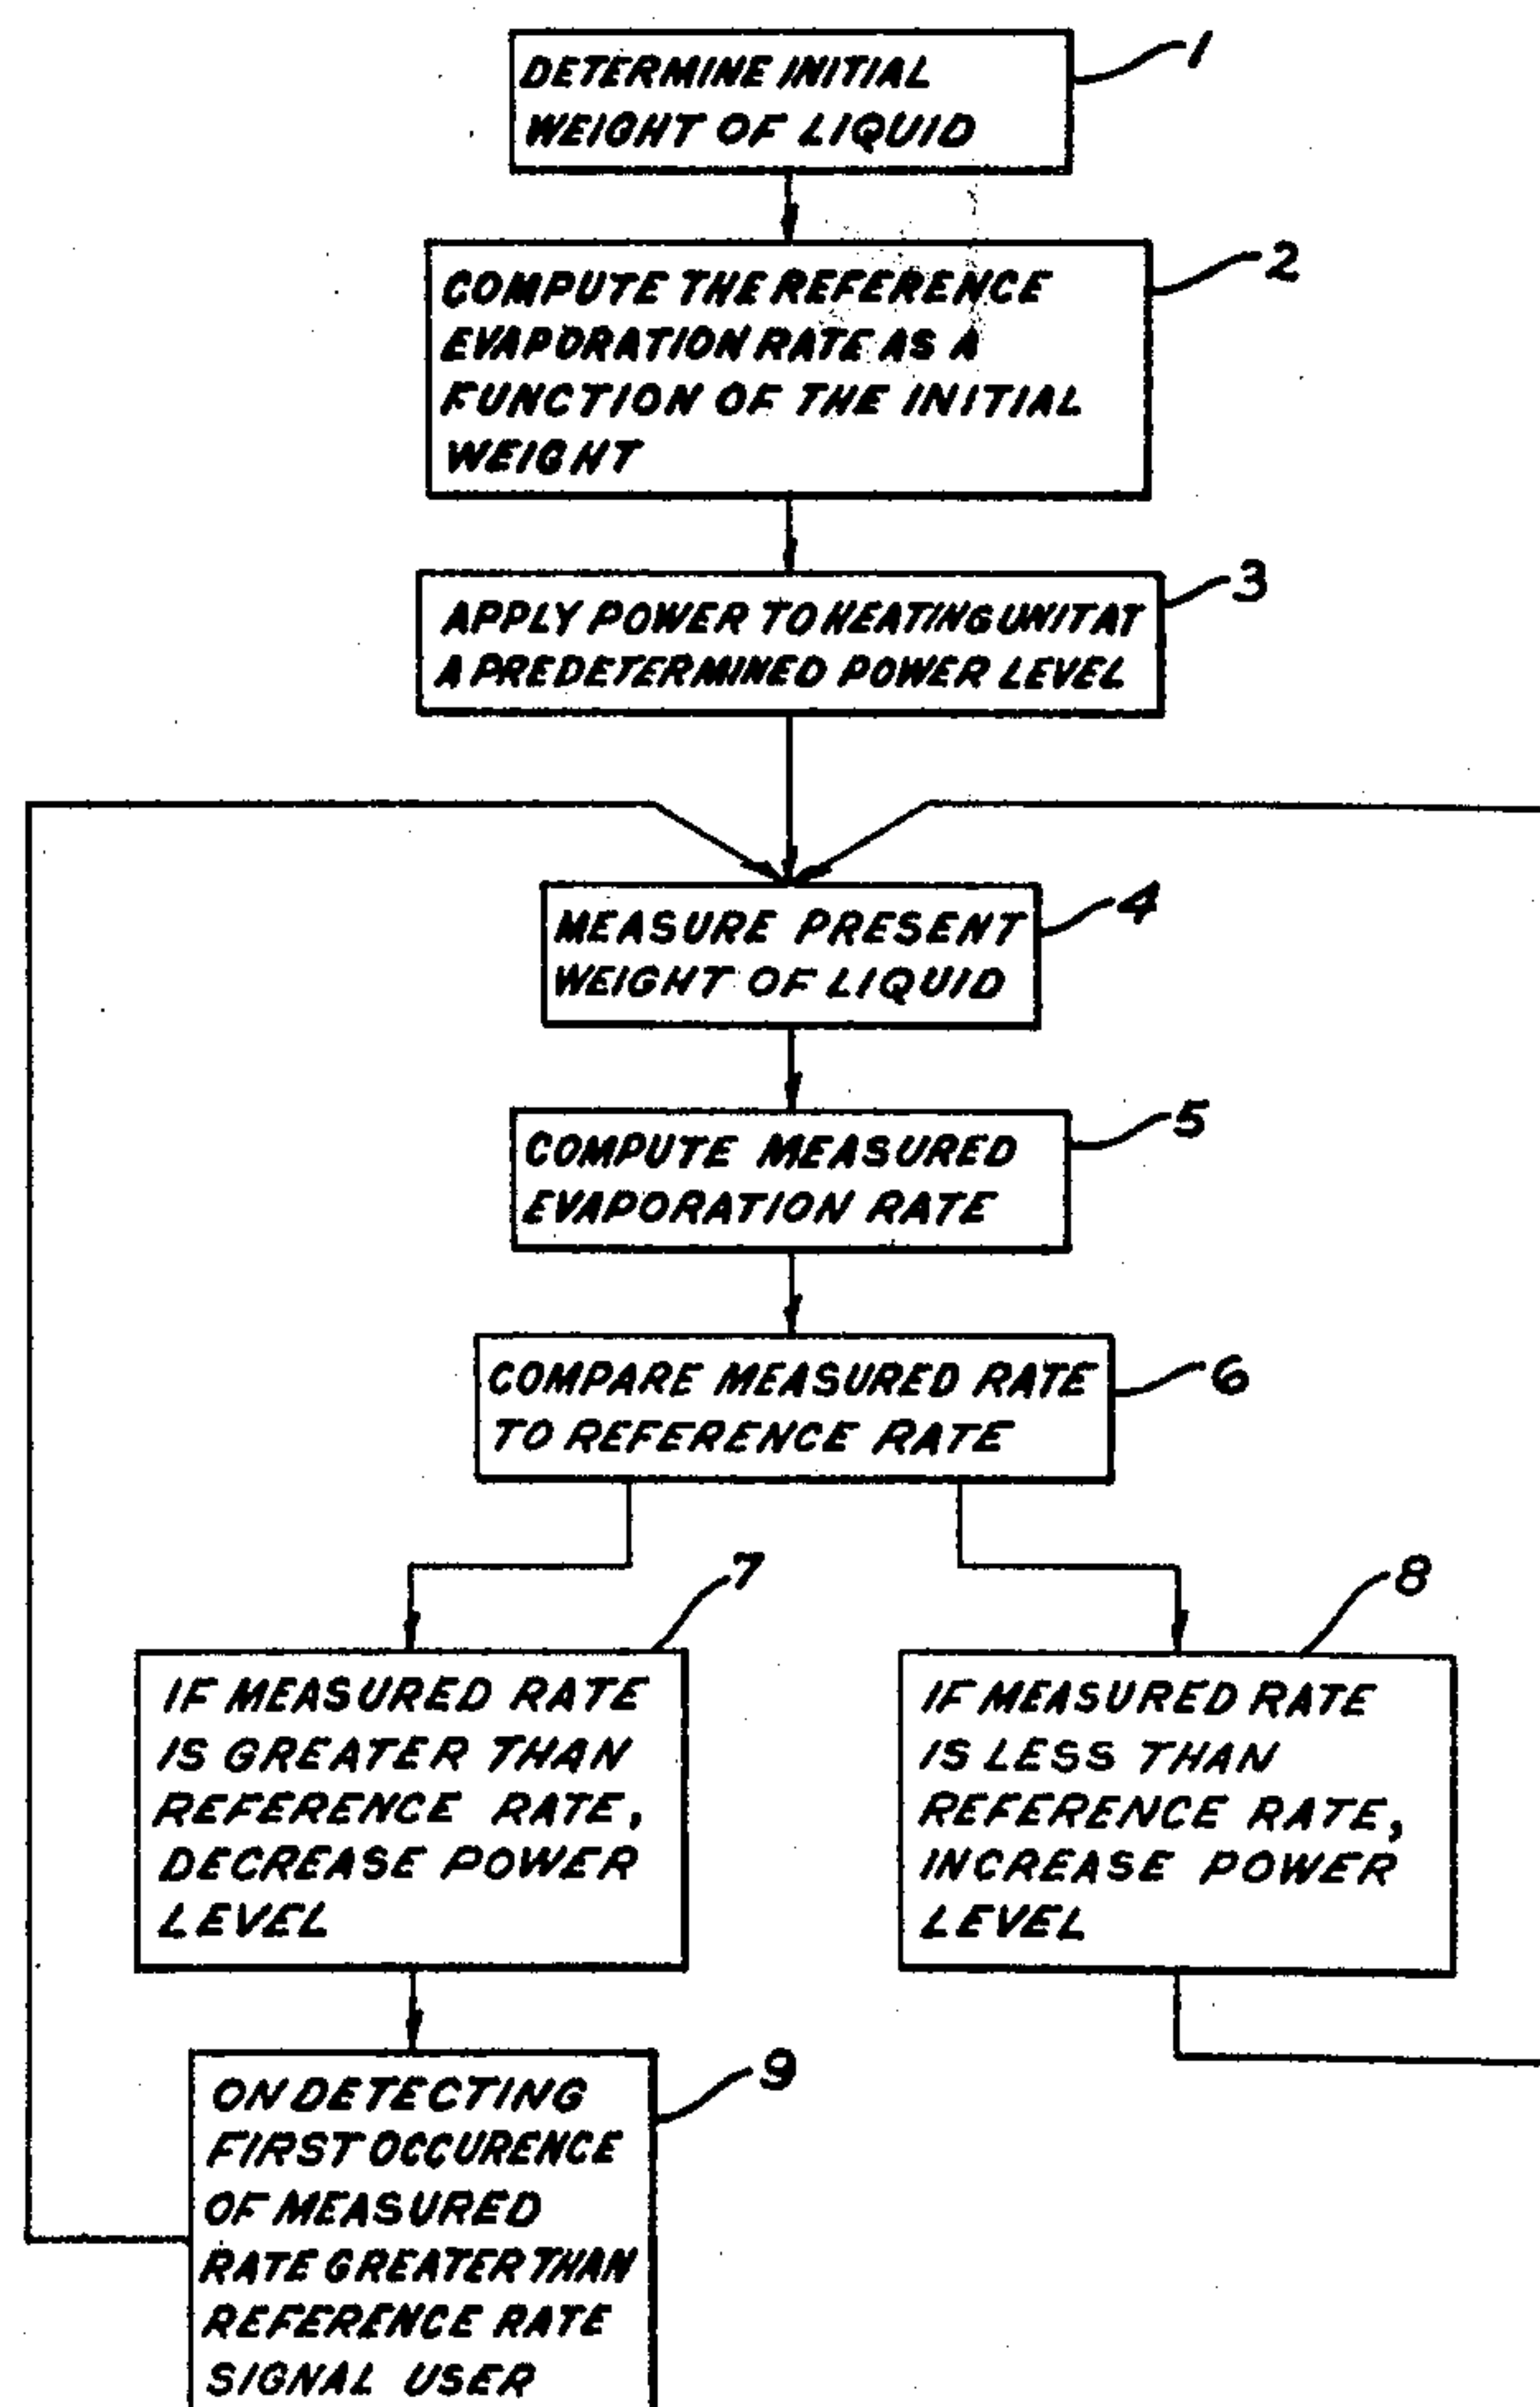 1
DETERMINE INITIAL
WEIGHT OF LIQUID
2
COMPUTE THE REFERENCE
EVAPORATION RATE AS A
FUNCTION OF THE INITIAL
WEIGHT
3
APPLY POWER TO HEATING UNIT AT
A PREDETERMINED POWER LEVEL
4
MEASURE PRESENT
WEIGHT OF LIQUID
5
COMPUTE MEASURED
EVAPORATION RATE
6
COMPARE MEASURED RATE
TO REFERENCE RATE
7
IF MEASURED RATE
IS GREATER THAN
REFERENCE RATE,
DECREASE POWER
LEVEL
8
IF MEASURED RATE
IS LESS THAN
REFERENCE RATE,
INCREASE POWER
LEVEL
9
ON DETECTING
FIRST OCCURENCE
OF MEASURED
RATE GREATER THAN
REFERENCE RATE
SIGNAL USER